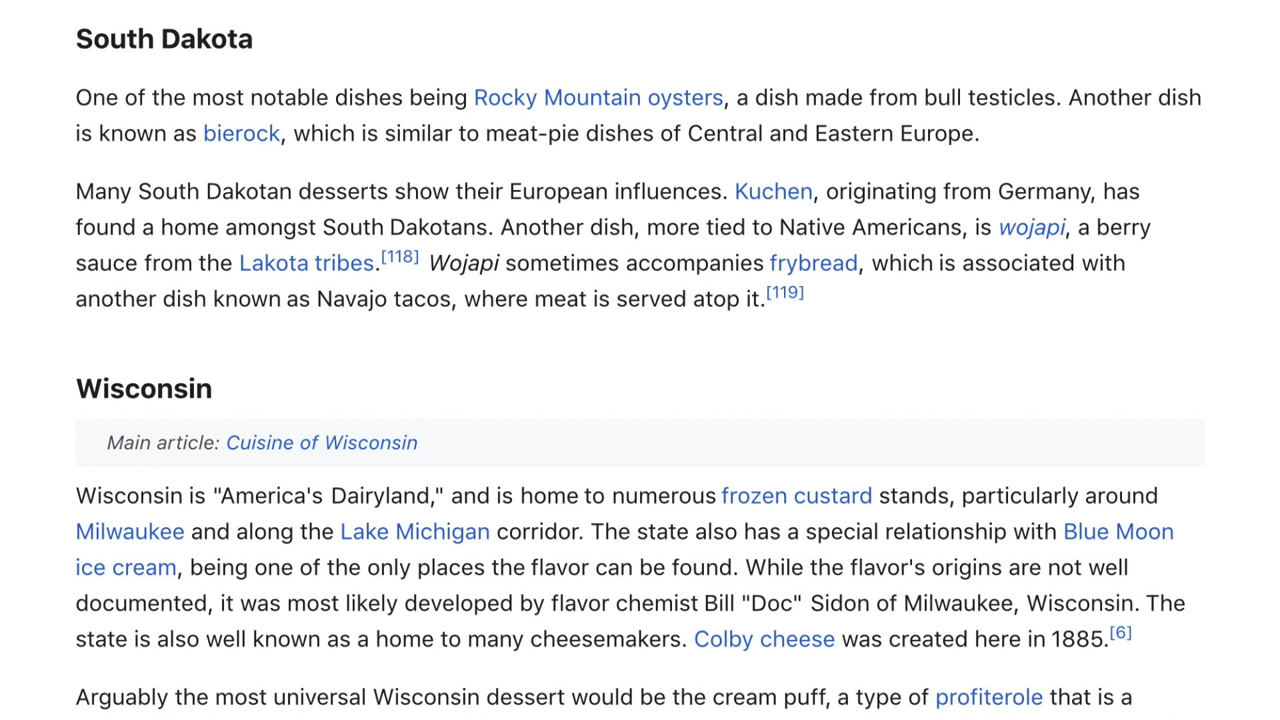 South Dakota
One of the most notable dishes being Rocky Mountain oysters, a dish made from bull testicles. Another dish
is known as bierock, which is similar to meat-pie dishes of Central and Eastern Europe.
Many South Dakotan desserts show their European influences. Kuchen, originating from Germany, has
found a home amongst South Dakotans. Another dish, more tied to Native Americans, is wojapi, a berry
sauce from the Lakota tribes.[118] Wojapi sometimes accompanies frybread, which is associated with
another dish known as Navajo tacos, where meat is served atop it.[119]
Wisconsin
Main article: Cuisine of Wisconsin
Wisconsin is "America's Dairyland," and is home to numerous frozen custard stands, particularly around
Milwaukee and along the Lake Michigan corridor. The state also has a special relationship with Blue Moon
ice cream, being one of the only places the flavor can be found. While the flavor's origins are not well
documented, it was most likely developed by flavor chemist Bill "Doc" Sidon of Milwaukee, Wisconsin. The
state is also well known as a home to many cheesemakers. Colby cheese was created here in 1885.[6]
Arguably the most universal Wisconsin dessert would be the cream puff, a type of profiterole that is a